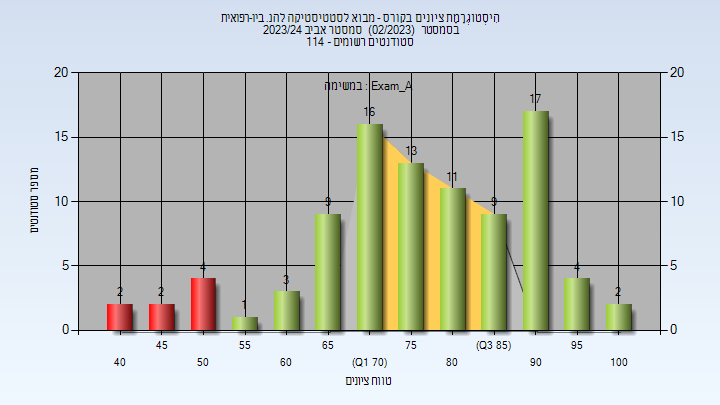 היסטוגרמת ציונים בקורס - מבוא לסטטיסטיקה להנ. ביו-רפואית
בסמסטר (02/2023) סמסטר אביב 2023/24
סטודנטים רשומים - 114
במשימה : Exam_A
20 20
15 15
10 10
5 5
0 0
מספר סטודנטים
2 2 4 1 3 9 16 13 11 9 17 4 2
45 55 65 75 (Q3 85) 95
40 50 60 (Q1 70) 80 90 100
טווח ציונים